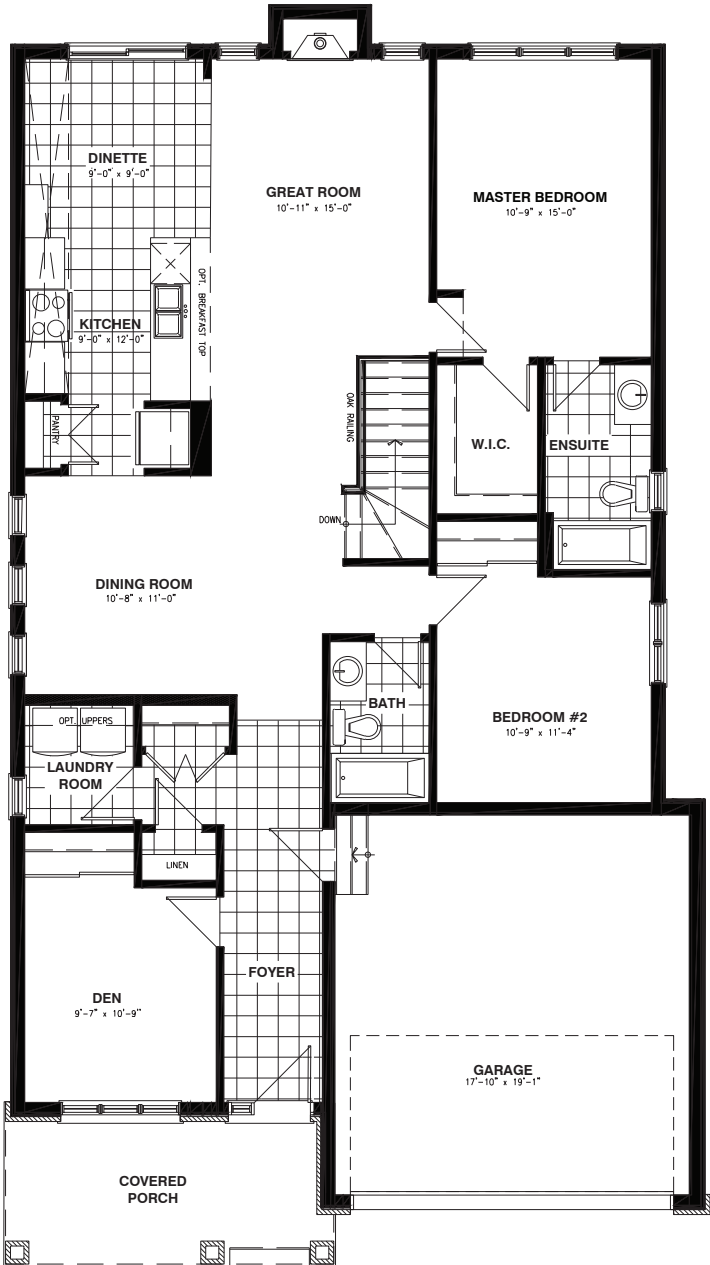 DINETTE
9'-0" x 9'-0"
GREAT ROOM
10'-11" x 15'-0"
MASTER BEDROOM
10'-9" x 15'-0"
OPT. BREAKFAST TOP
KITCHEN
9'-0" x 12'-0"
PANTRY
OAK RAILING
W.I.C.
ENSUITE
DOWN
DINING ROOM
10'-8" x 11'-0"
BATH
BEDROOM #2
10'-9" x 11'-4"
OPT. UPPERS
LAUNDRY
ROOM
LINEN
FOYER
DEN
9'-7" x 10'-9"
GARAGE
17'-10" x 19'-1"
COVERED
PORCH